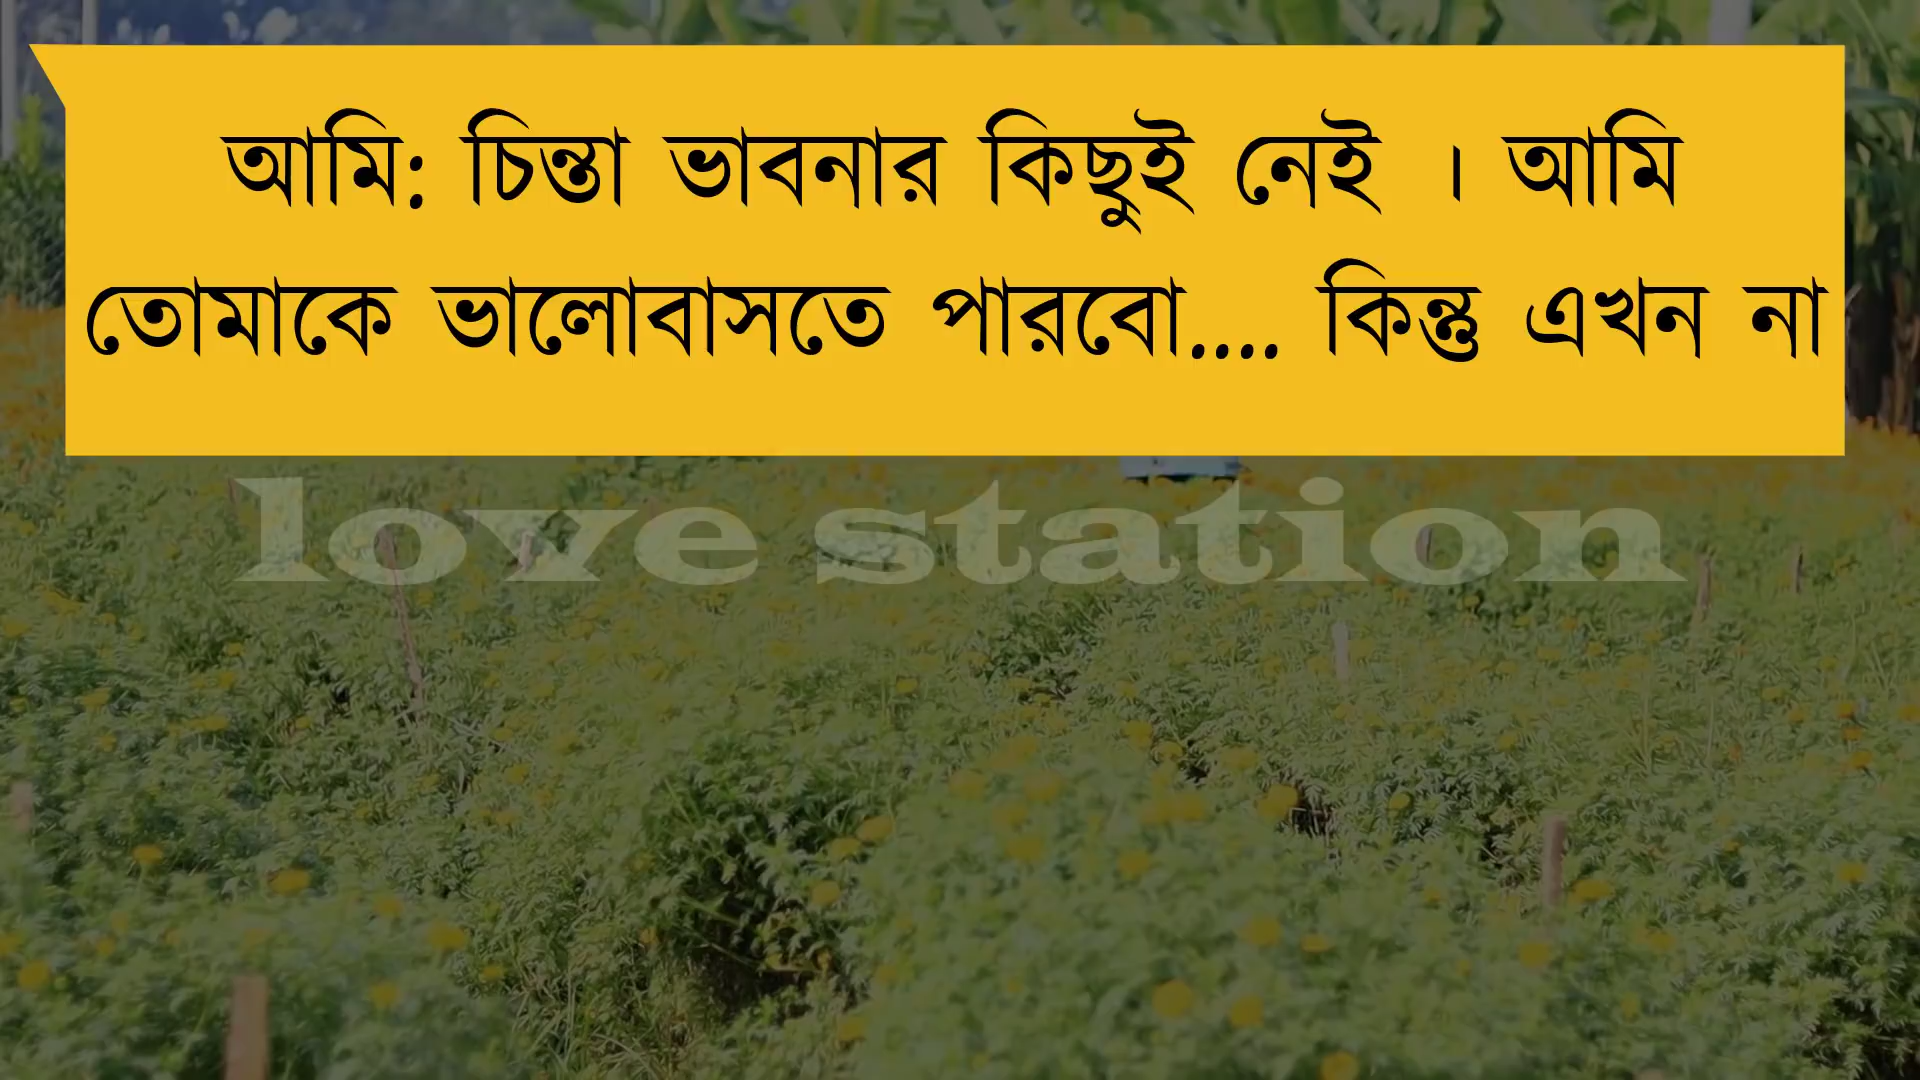 আমি: চিন্তা ভাবনার কিছুই নেই । আমি
তোমাকে ভালোবাসতে পারবো.... কিন্তু এখন না
love station